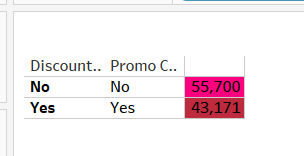 Discount.. Promo C..
No No 55,700
Yes Yes 43,171